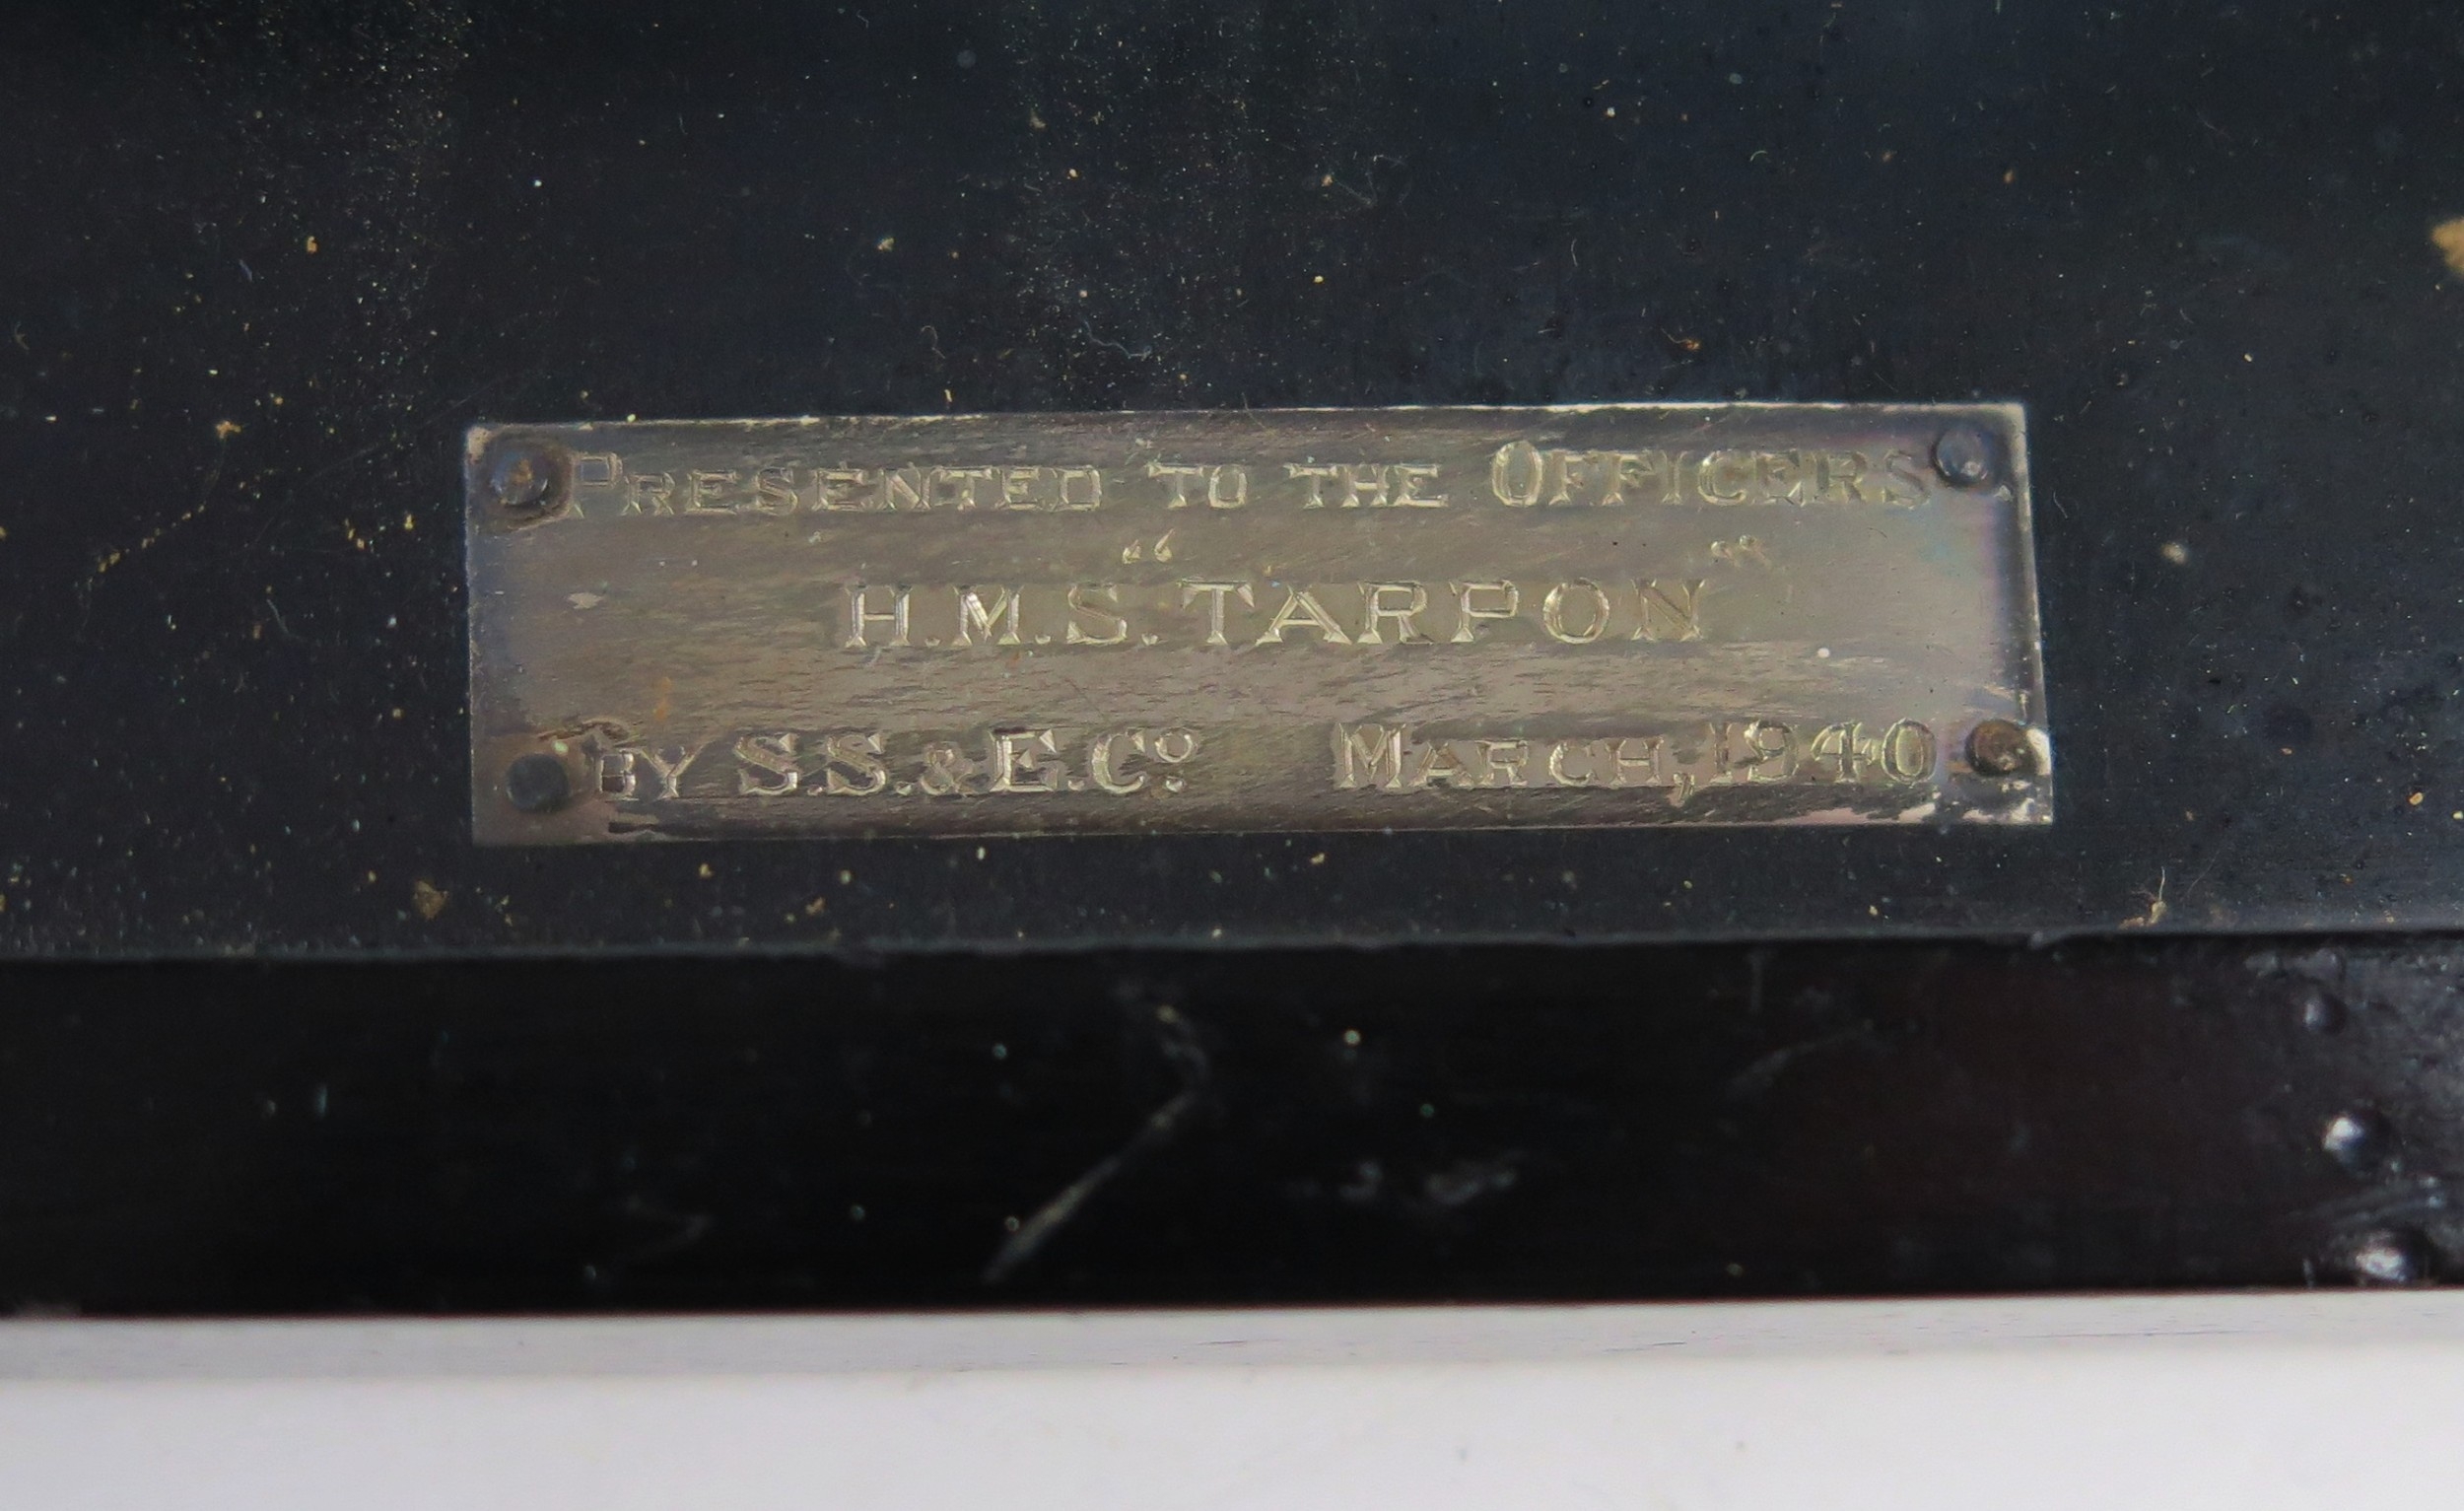 PRESENTED TO THE OFFICERS
H.M.S. “TARPON”
BY S.S. & E. Cº MARCH, 1940